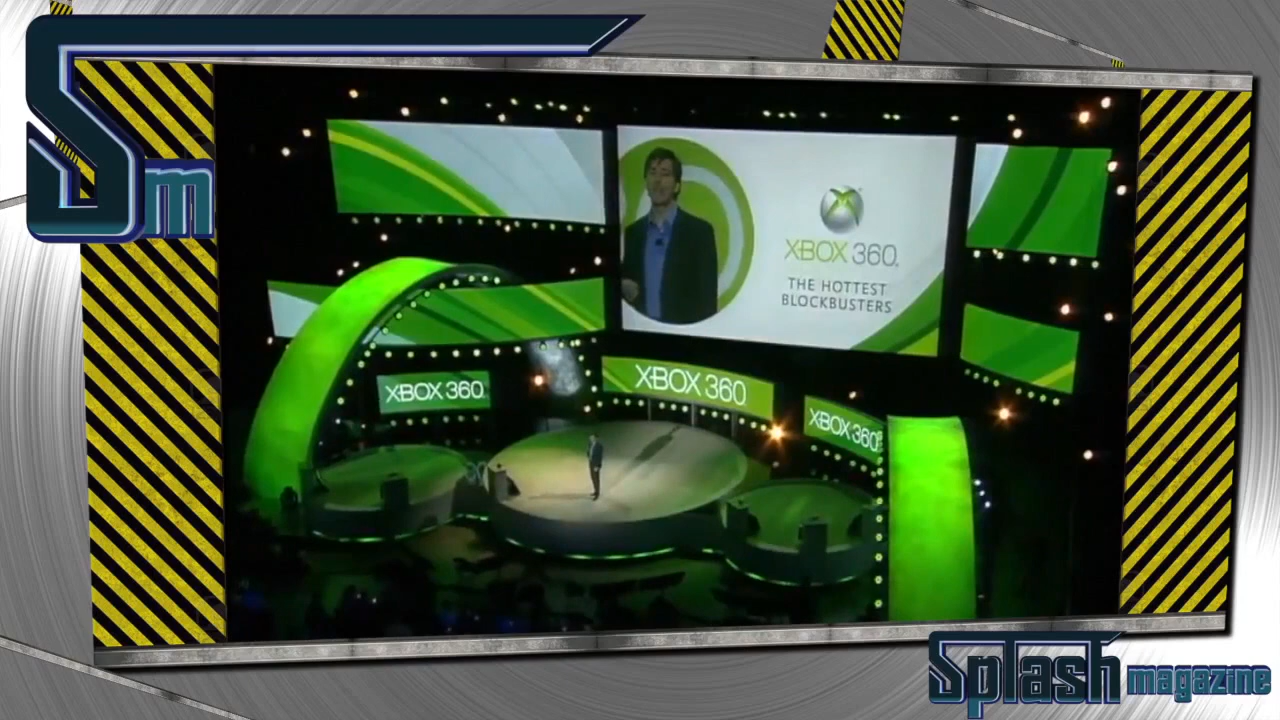 Sm
XBOX 360
THE HOTTEST
BLOCKBUSTERS
XBOX 360
XBOX 360
XBOX 360
Splash magazine